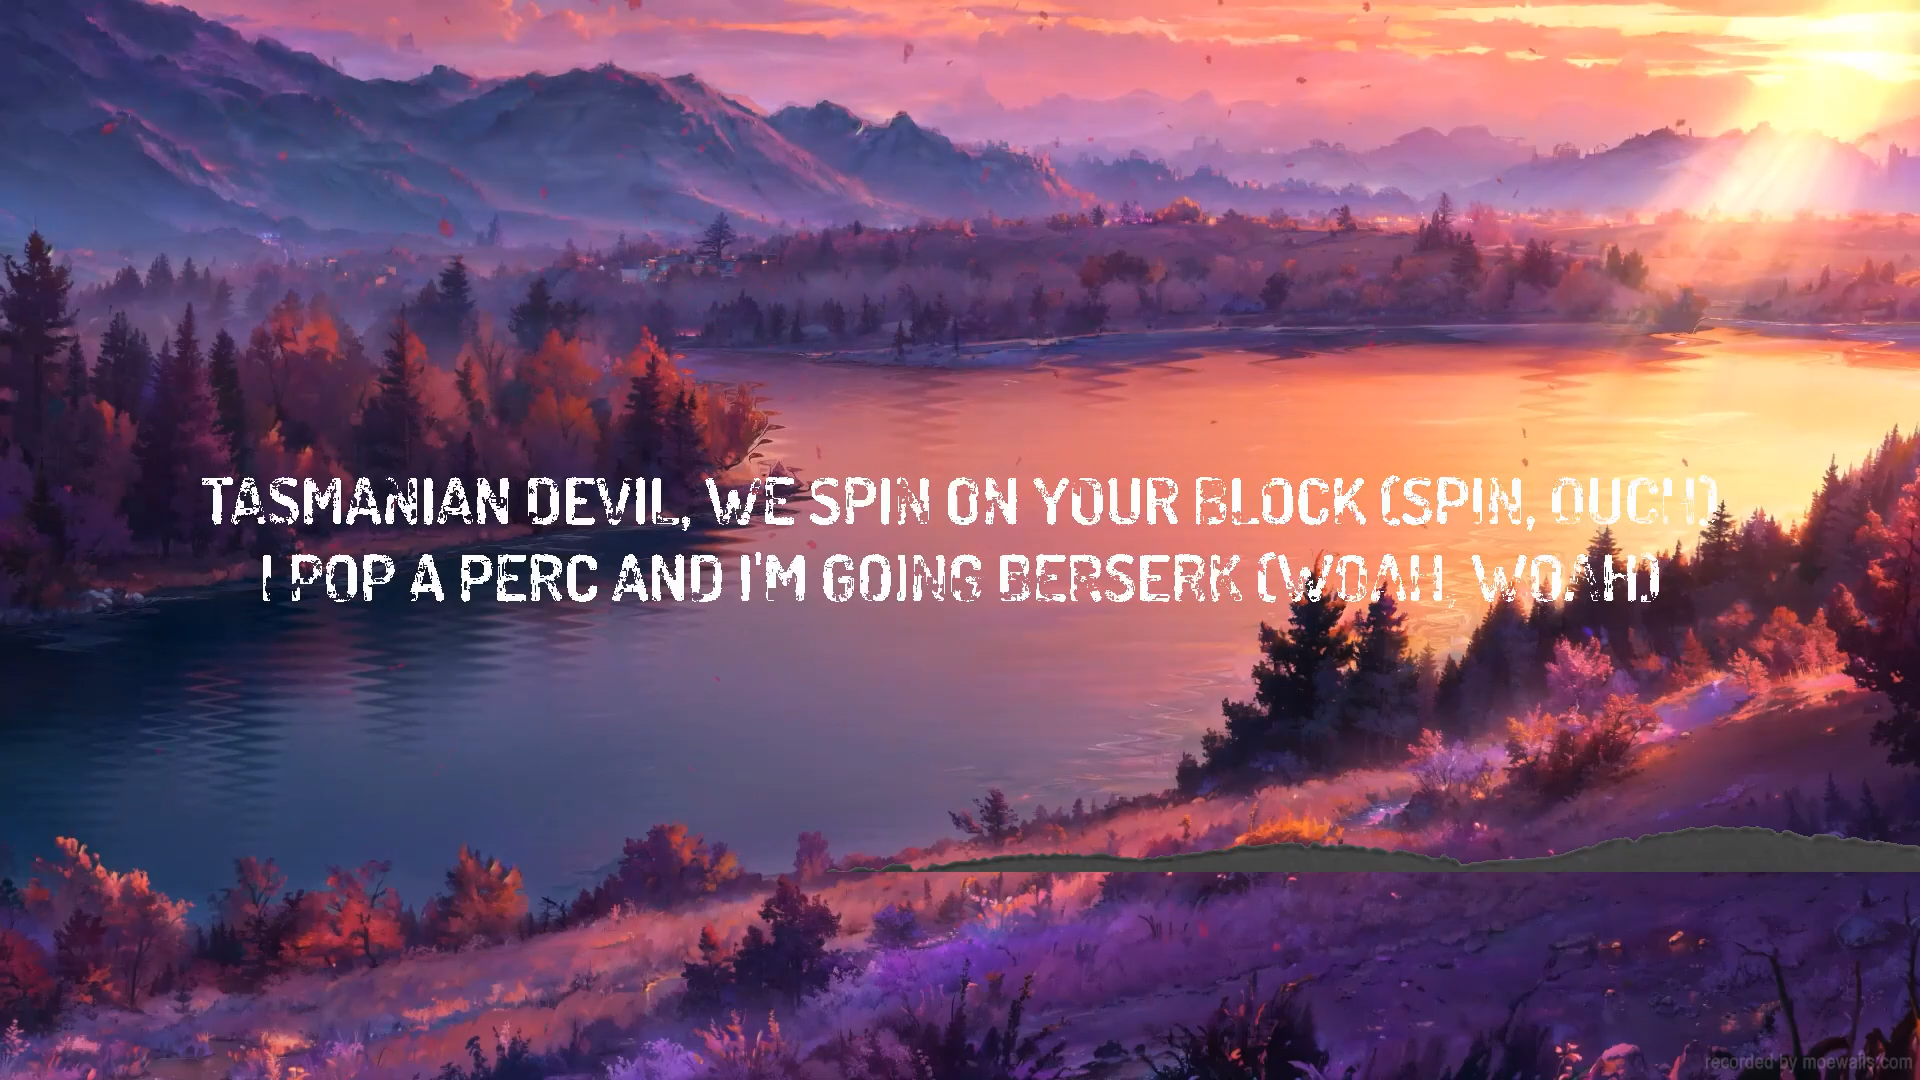 TASMANIAN DEVIL, WE SPIN ON YOUR BLOCK (SPIN, OUCH)
I POP A PERC AND I'M GOING BERSERK (WOAH, WOAH)
recorded by moewalls.com